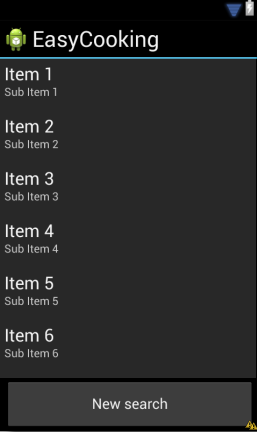 EasyCooking
Item 1
Sub Item 1
Item 2
Sub Item 2
Item 3
Sub Item 3
Item 4
Sub Item 4
Item 5
Sub Item 5
Item 6
Sub Item 6
New search